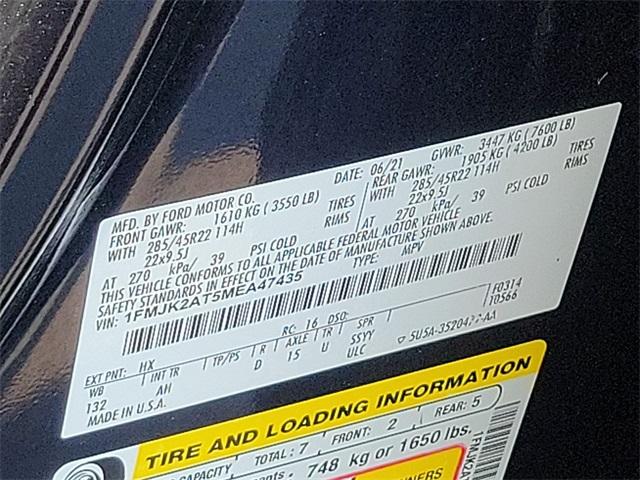 MFD. BY FORD MOTOR CO.
DATE: 06/21 GVWR: 3447 KG (7600 LB)
FRONT GAWR: 1610 KG (3550 LB) REAR GAWR: 1905 KG (4200 LB)
WITH 285/45R22 114H TIRES WITH 285/45R22 114H TIRES
22x9.5J RIMS 22x9.5J RIMS
AT 270 kPa/ 39 PSI COLD AT 270 kPa/ 39 PSI COLD
THIS VEHICLE CONFORMS TO ALL APPLICABLE FEDERAL MOTOR VEHICLE
SAFETY STANDARDS IN EFFECT ON THE DATE OF MANUFACTURE SHOWN ABOVE.
VIN: 1FMJK2AT5MEA47435 TYPE: MPV
F0314
10566
EXT PNT: HX RC: 16 DSO:
WB INT TR TP/PS R AXLE TR SPR
132 AH D 15 U SSYY
ULC
MADE IN U.S.A.
TIRE AND LOADING INFORMATION
CAPACITY TOTAL: 7 FRONT: 2 REAR: 5
748 kg or 1650 lbs.